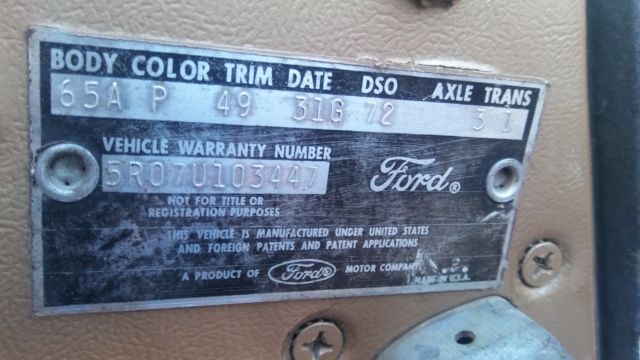 BODY COLOR TRIM DATE DSO AXLE TRANS
65A P 49 31G 72 3 1
VEHICLE WARRANTY NUMBER
5R07U103447
Ford®
NOT FOR TITLE OR
REGISTRATION PURPOSES
THIS VEHICLE IS MANUFACTURED UNDER UNITED STATES
AND FOREIGN PATENTS AND PATENT APPLICATIONS
A PRODUCT OF Ford® MOTOR COMPANY
MADE IN U.S.A.